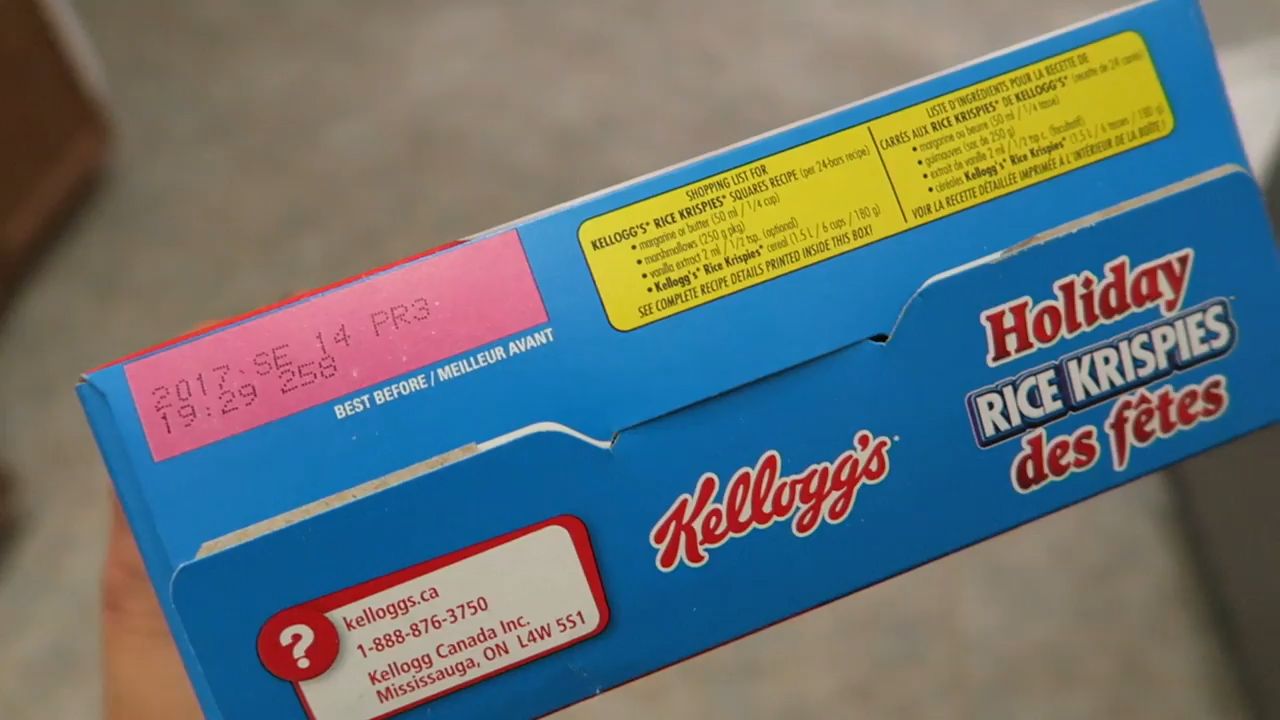 2017 SE 14 PR3
19:29 258
BEST BEFORE / MEILLEUR AVANT
SHOPPING LIST FOR
KELLOGG'S* RICE KRISPIES* SQUARES RECIPE (per 24-bars recipe)
• margarine or butter (50 ml / 1/4 cup)
• marshmallows (250 g pkg)
• vanilla extract 2 ml / 1/2 tsp. (optional)
• Kellogg's* Rice Krispies* cereal (1.5 L / 6 cups / 180 g)
SEE COMPLETE RECIPE DETAILS PRINTED INSIDE THIS BOX!
LISTE D'INGRÉDIENTS POUR LA RECETTE DE
CARRÉS AUX RICE KRISPIES* DE KELLOGG'S* (recette de 24 carrés)
• margarine ou beurre (50 ml / 1/4 tasse)
• guimauves (sac de 250 g)
• extrait de vanille 2 ml / 1/2 tsp c. (facultatif)
• céréales Kellogg's* Rice Krispies* (1,5 L / 6 tasses / 180 g)
VOIR LA RECETTE DÉTAILLÉE IMPRIMÉE À L'INTÉRIEUR DE LA BOÎTE !
Holiday
RICE KRISPIES
des fêtes
Kellogg's
?
kelloggs.ca
1-888-876-3750
Kellogg Canada Inc.
Mississauga, ON L4W 5S1